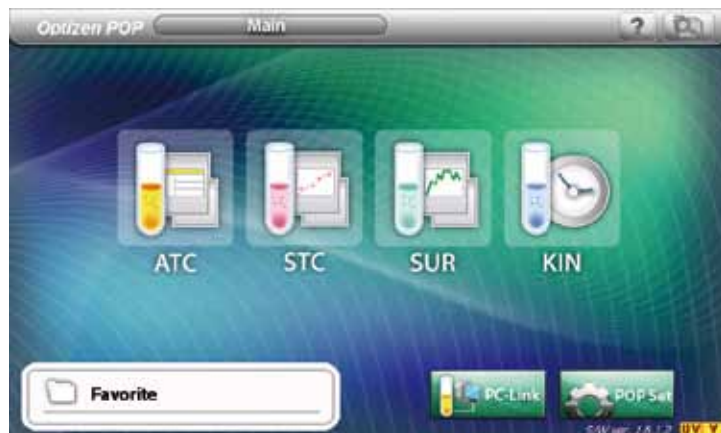 Optizen POP Main ?
ATC STC SUR KIN
Favorite PC-Link POP Set
UV Y